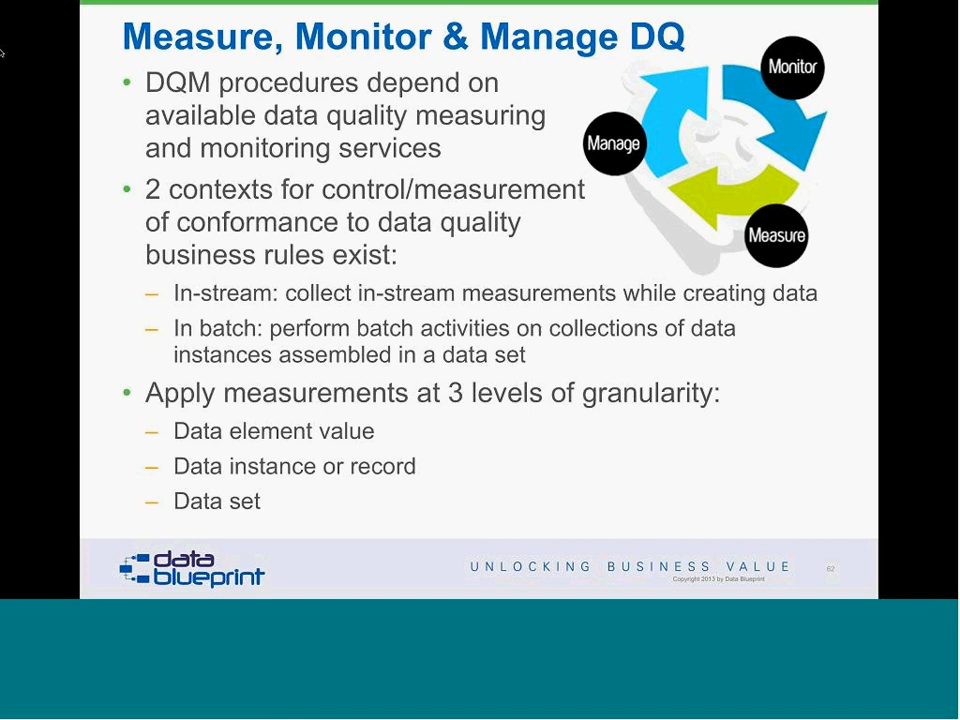 Measure, Monitor & Manage DQ
• DQM procedures depend on
available data quality measuring
and monitoring services
• 2 contexts for control/measurement
of conformance to data quality
business rules exist:
– In-stream: collect in-stream measurements while creating data
– In batch: perform batch activities on collections of data
instances assembled in a data set
• Apply measurements at 3 levels of granularity:
– Data element value
– Data instance or record
– Data set
Monitor
Manage
Measure
data
blueprint
UNLOCKING BUSINESS VALUE
Copyright 2013 by Data Blueprint
62